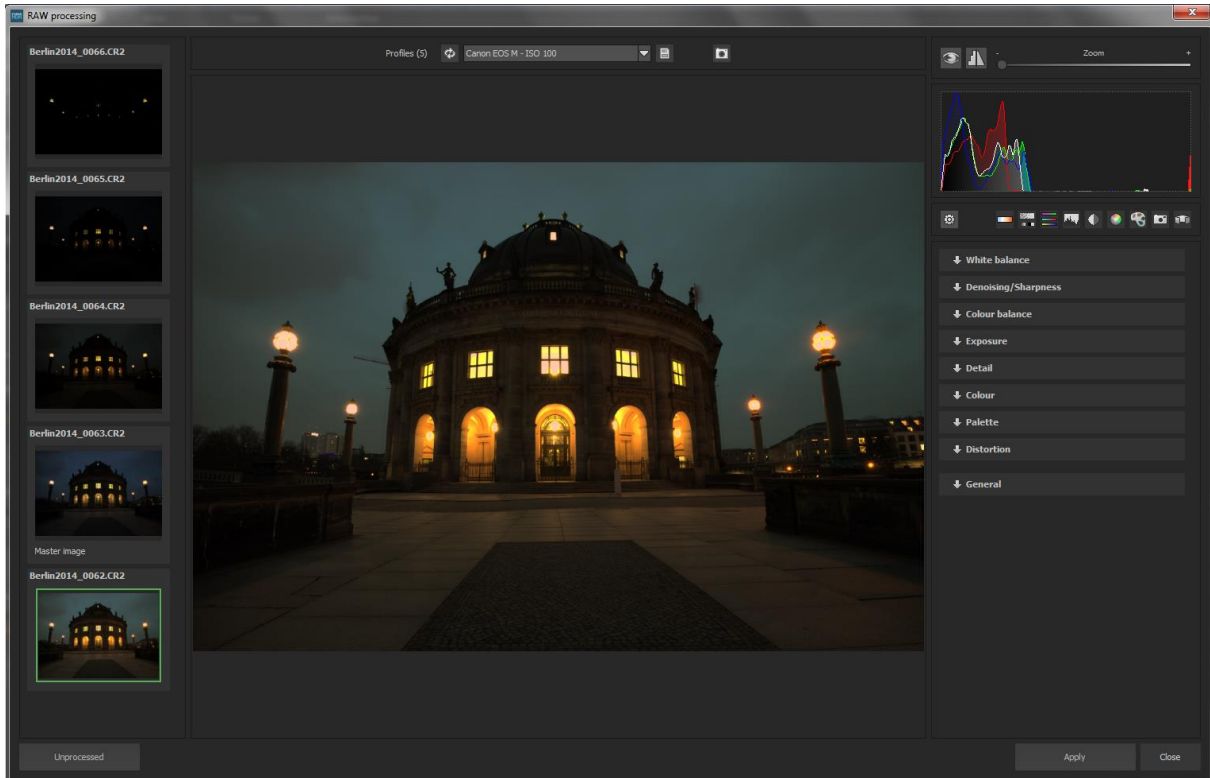 RAW processing
Berlin2014_0066.CR2
Berlin2014_0065.CR2
Berlin2014_0064.CR2
Berlin2014_0063.CR2
Master image
Berlin2014_0062.CR2
Profiles (5)
Canon EOS M - ISO 100
- Zoom +
White balance
Denoising/Sharpness
Colour balance
Exposure
Detail
Colour
Palette
Distortion
General
Unprocessed
Apply
Close